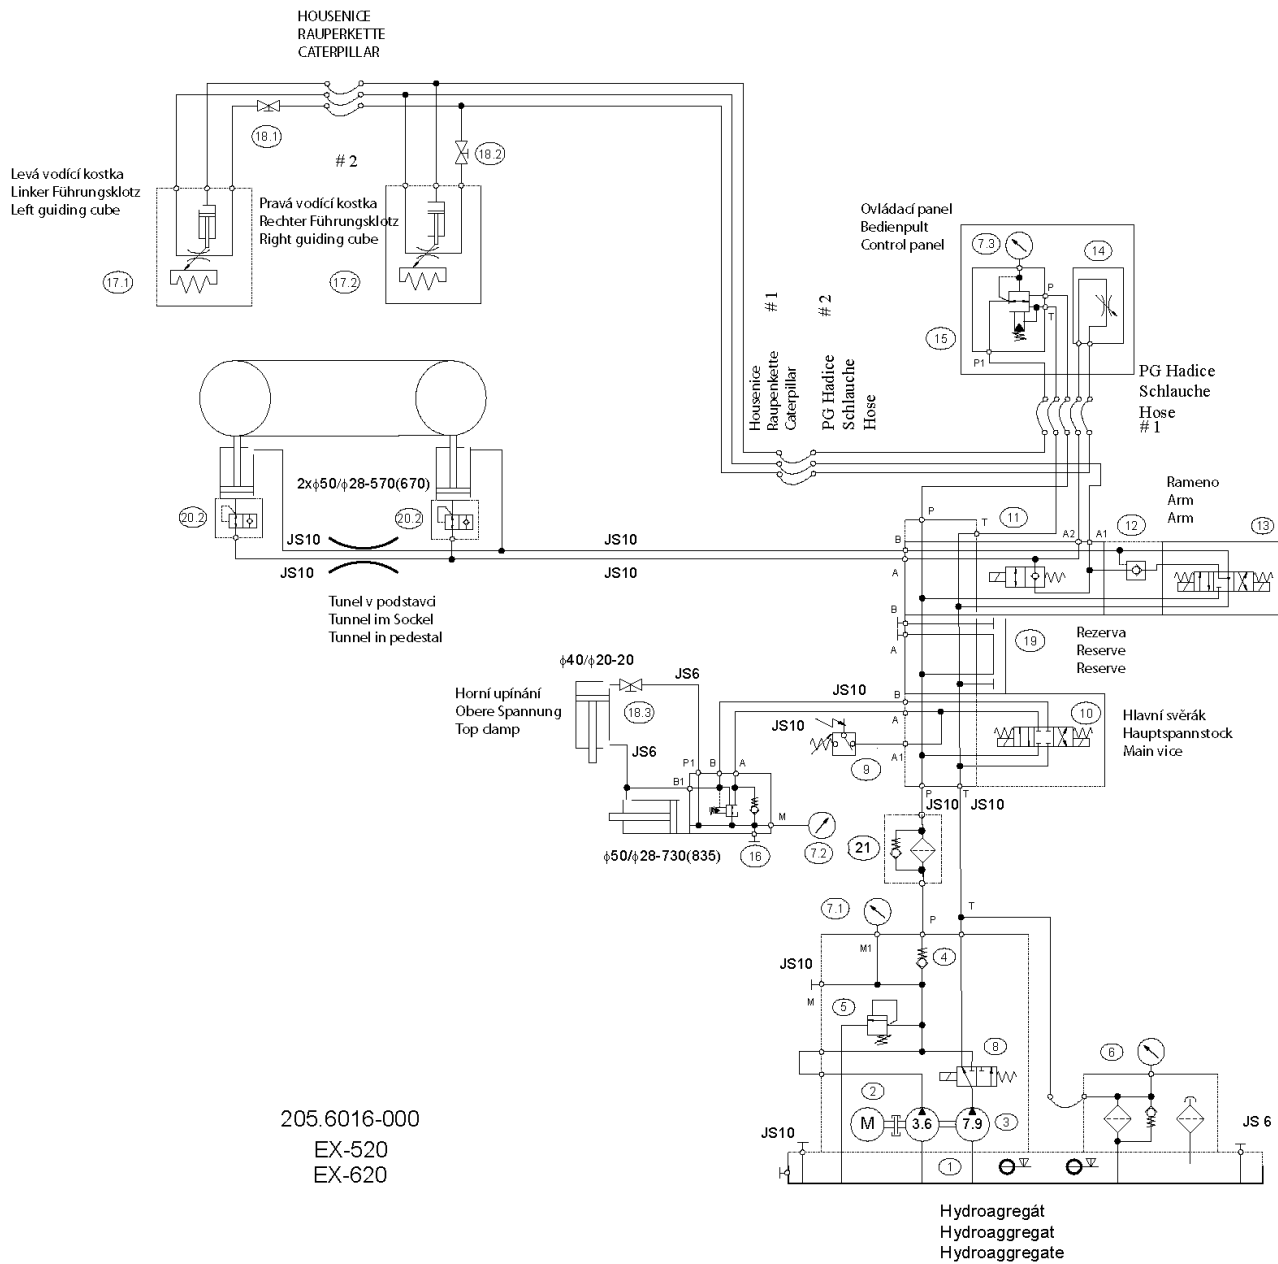 HOUSENICE
RAUPERKETTE
CATERPILLAR
18.1
# 2
18.2
Levá vodící kostka
Linker Führungsklotz
Left guiding cube
Pravá vodící kostka
Rechter Führungsklotz
Right guiding cube
17.1
17.2
Ovládací panel
Bedienpult
Control panel
7.3
14
P
T
15
P1
Housenice
Raupenkette
Caterpillar
# 1
PG Hadice
Schlauche
Hose
# 2
PG Hadice
Schlauche
Hose
# 1
2xϕ50/ϕ28-570(670)
20.2
20.2
JS10
JS10
JS10
JS10
Tunel v podstavci
Tunnel im Sockel
Tunnel in pedestal
Rameno
Arm
Arm
P
T
11
A2
A1
12
13
B
A
B
A
19
Rezerva
Reserve
Reserve
ϕ40/ϕ20-20
JS6
JS10
B
Horní upínání
Obere Spannung
Top clamp
18.3
JS10
A
10
Hlavní svěrák
Hauptspannstock
Main vice
JS6
P1
B
A
9
A1
B1
M
P
T
JS10
JS10
ϕ50/ϕ28-730(835)
16
7.2
21
7.1
P
T
M1
4
JS10
M
5
8
6
2
M
3.6
7.9
3
JS10
JS 6
1
205.6016-000
EX-520
EX-620
Hydroagregát
Hydroaggregat
Hydroaggregate